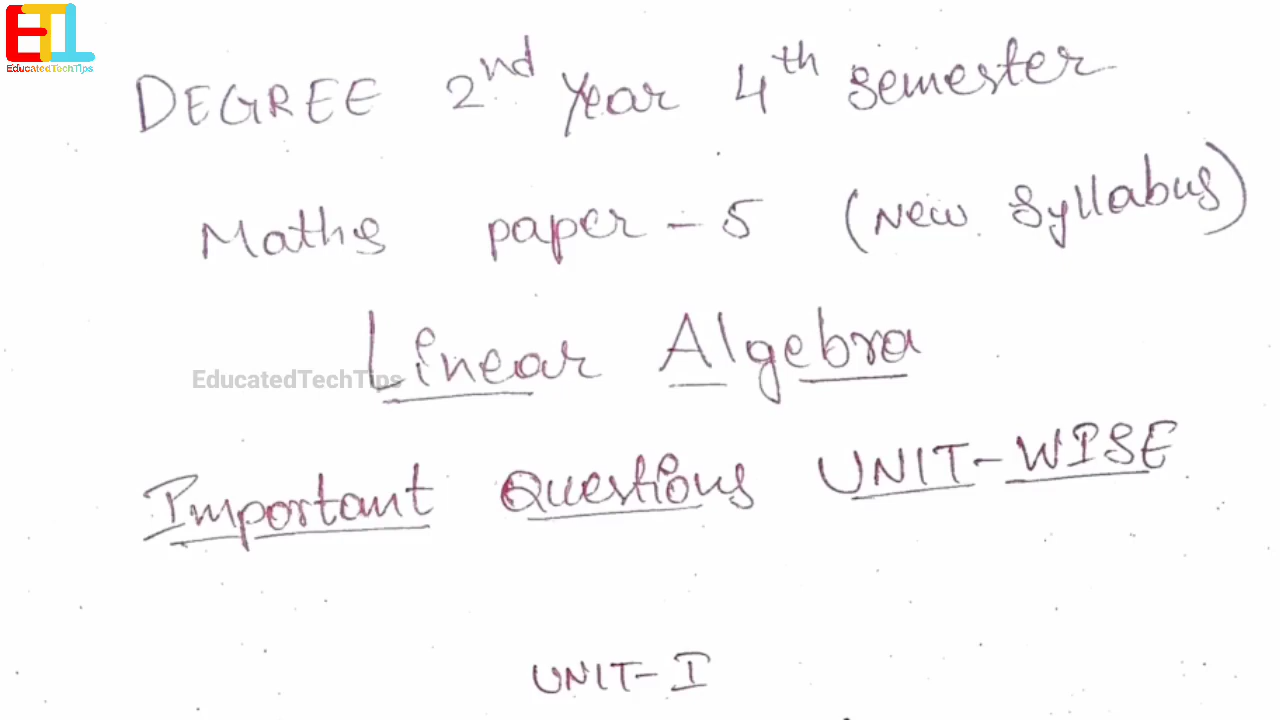 ETL
EducatedTechTips
DEGREE 2nd Year 4th semester
Maths paper - 5 (New Syllabus)
Linear Algebra
EducatedTechTips
Important Questions UNIT-WISE
UNIT-I